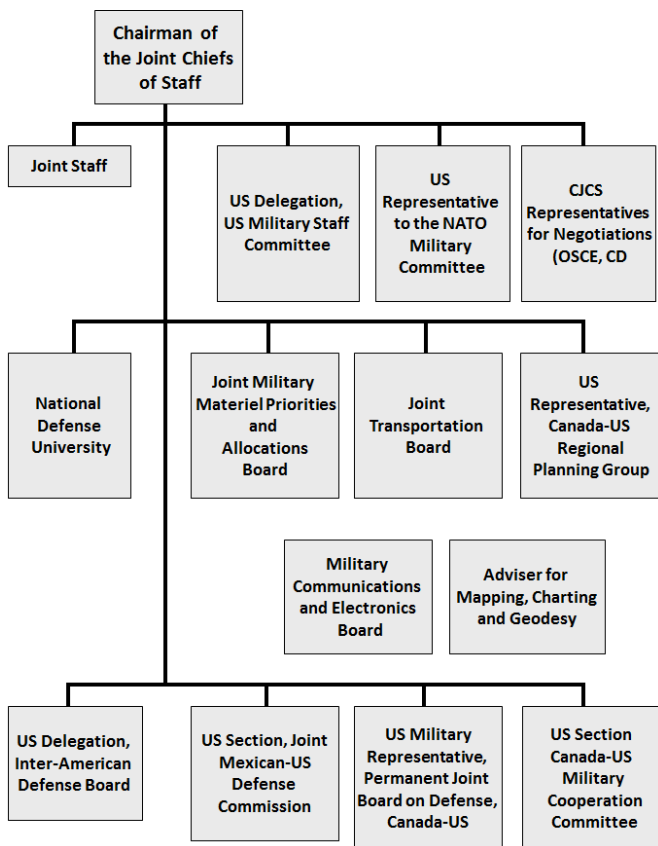 Chairman of
the Joint Chiefs
of Staff
Joint Staff
US Delegation,
US Military Staff
Committee
US
Representative
to the NATO
Military
Committee
CJCS
Representatives
for Negotiations
(OSCE, CD
National
Defense
University
Joint Military
Materiel Priorities
and
Allocations
Board
Joint
Transportation
Board
US
Representative,
Canada-US
Regional
Planning Group
Military
Communications
and Electronics
Board
Adviser for
Mapping, Charting
and Geodesy
US Delegation,
Inter-American
Defense Board
US Section, Joint
Mexican-US
Defense
Commission
US Military
Representative,
Permanent Joint
Board on Defense,
Canada-US
US Section
Canada-US
Military
Cooperation
Committee